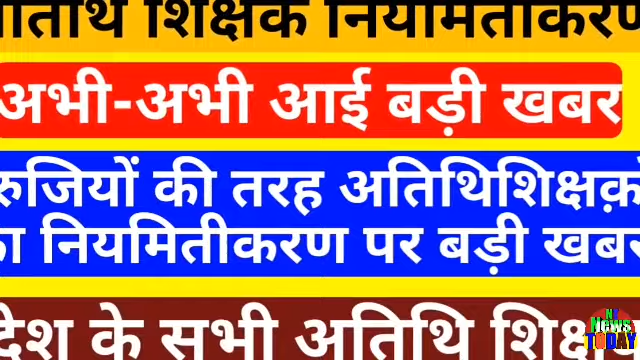 शिक्षक नियमितीकरण
अभी-अभी आई बड़ी खबर
रुजियों की तरह अतिथिशिक्षक़ो
का नियमितीकरण पर बड़ी खबर
देश के सभी अतिथि
NY
NEWS
TODAY